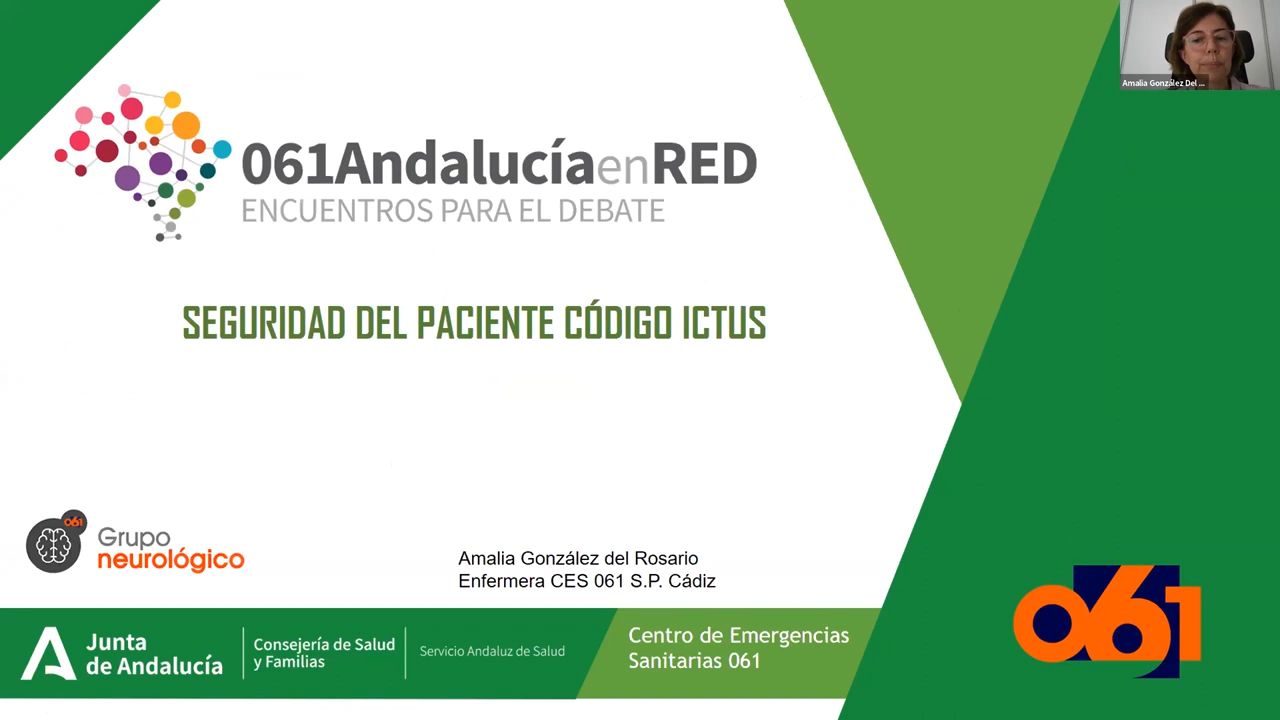 Amalia González Del ...
061AndalucíaenRED
ENCUENTROS PARA EL DEBATE
SEGURIDAD DEL PACIENTE CÓDIGO ICTUS
061
Grupo
neurológico
Amalia González del Rosario
Enfermera CES 061 S.P. Cádiz
Junta
de Andalucía
Consejería de Salud
y Familias
Servicio Andaluz de Salud
Centro de Emergencias
Sanitarias 061
061